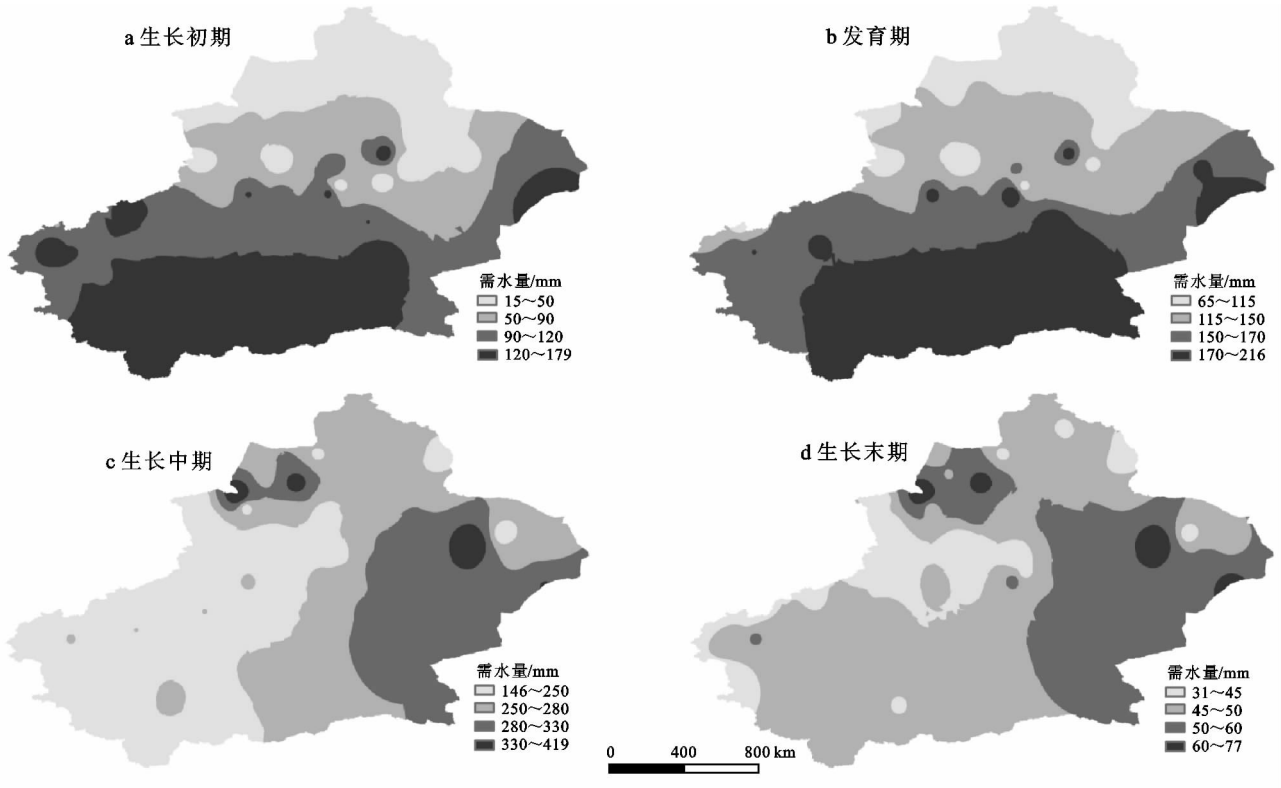 a 生长初期
b 发育期
需水量/mm
15～50
50～90
90～120
120～179
需水量/mm
65～115
115～150
150～170
170～216
c 生长中期
d 生长末期
需水量/mm
146～250
250～280
280～330
330～419
0 400 800 km
需水量/mm
31～45
45～50
50～60
60～77